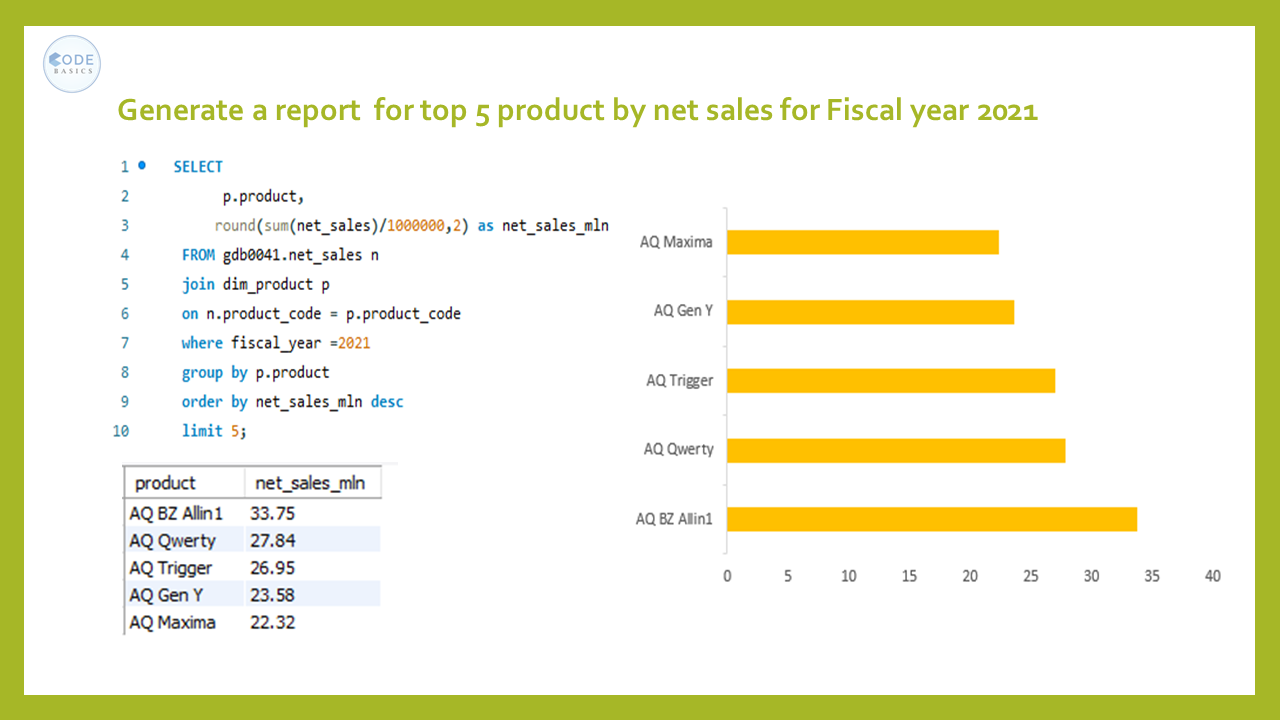 CODE
BASICS
Generate a report for top 5 product by net sales for Fiscal year 2021
1 SELECT
2 p.product,
3 round(sum(net_sales)/1000000,2) as net_sales_mln
4 FROM gdb0041.net_sales n
5 join dim_product p
6 on n.product_code = p.product_code
7 where fiscal_year =2021
8 group by p.product
9 order by net_sales_mln desc
10 limit 5;
product net_sales_mln
AQ BZ Allin1 33.75
AQ Qwerty 27.84
AQ Trigger 26.95
AQ Gen Y 23.58
AQ Maxima 22.32
AQ Maxima
AQ Gen Y
AQ Trigger
AQ Qwerty
AQ BZ Allin1
0 5 10 15 20 25 30 35 40